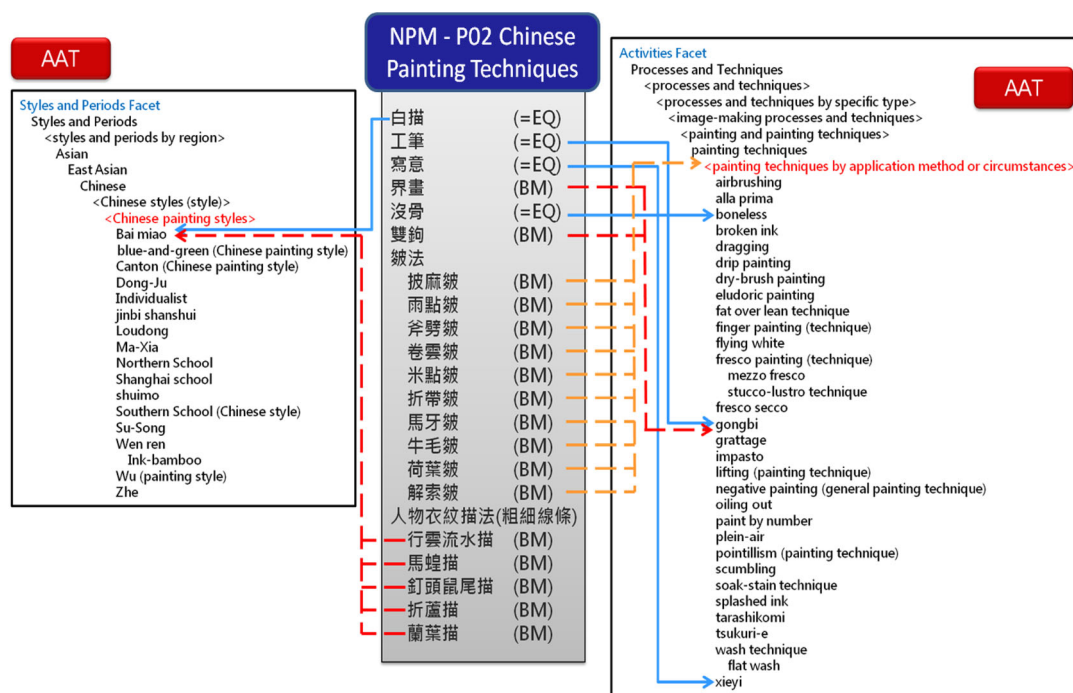 AAT
Styles and Periods Facet
Styles and Periods
<styles and periods by region>
Asian
East Asian
Chinese
<Chinese styles (style)>
<Chinese painting styles>
Bai miao
blue-and-green (Chinese painting style)
Canton (Chinese painting style)
Dong-Ju
Individualist
jinbi shanshui
Loudong
Ma-Xia
Northern School
Shanghai school
shuimo
Southern School (Chinese style)
Su-Song
Wen ren
Ink-bamboo
Wu (painting style)
Zhe
NPM - P02 Chinese
Painting Techniques
白描 (=EQ)
工筆 (=EQ)
寫意 (=EQ)
界畫 (BM)
沒骨 (=EQ)
雙鉤 (BM)
皴法
披麻皴 (BM)
雨點皴 (BM)
斧劈皴 (BM)
卷雲皴 (BM)
米點皴 (BM)
折帶皴 (BM)
馬牙皴 (BM)
牛毛皴 (BM)
荷葉皴 (BM)
解索皴 (BM)
人物衣紋描法(粗細線條)
行雲流水描 (BM)
馬蝗描 (BM)
釘頭鼠尾描 (BM)
折蘆描 (BM)
蘭葉描 (BM)
AAT
Activities Facet
Processes and Techniques
<processes and techniques>
<processes and techniques by specific type>
<image-making processes and techniques>
<painting and painting techniques>
painting techniques
<painting techniques by application method or circumstances>
airbrushing
alla prima
boneless
broken ink
dragging
drip painting
dry-brush painting
eludoric painting
fat over lean technique
finger painting (technique)
flying white
fresco painting (technique)
mezzo fresco
stucco-lustro technique
fresco secco
gongbi
grattage
impasto
lifting (painting technique)
negative painting (general painting technique)
oiling out
paint by number
plein-air
pointillism (painting technique)
scumbling
soak-stain technique
splashed ink
tarashikomi
tsukuri-e
wash technique
flat wash
xieyi